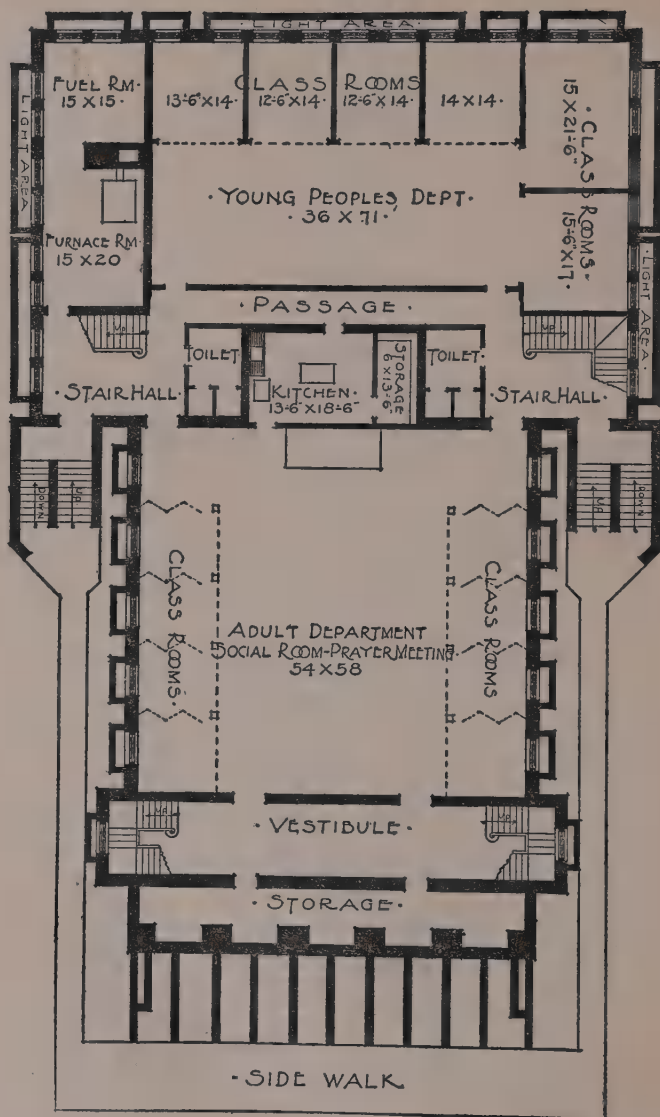 · LIGHT AREA ·
FUEL RM·
15 X 15·
CLASS ROOMS
13'-6" X 14·
12'-6" X 14·
12'-6" X 14·
14 X 14·
· CLASS ROOMS ·
15 X 21'-6"
15'-6" X 17·
LIGHT AREA
· YOUNG PEOPLES DEPT·
· 36 X 71·
FURNACE RM·
15 X 20
· LIGHT AREA ·
· PASSAGE ·
UP
UP
TOILET
KITCHEN·
13'-6" X 18'-6"
STORAGE
6 X 13'-6"
TOILET
· STAIR HALL ·
· STAIR HALL ·
DOWN
UP
UP
DOWN
CLASS ROOMS·
CLASS ROOMS
ADULT DEPARTMENT
SOCIAL ROOM-PRAYER MEETING
54 X 58
UP
UP
· VESTIBULE ·
· STORAGE ·
· SIDE WALK